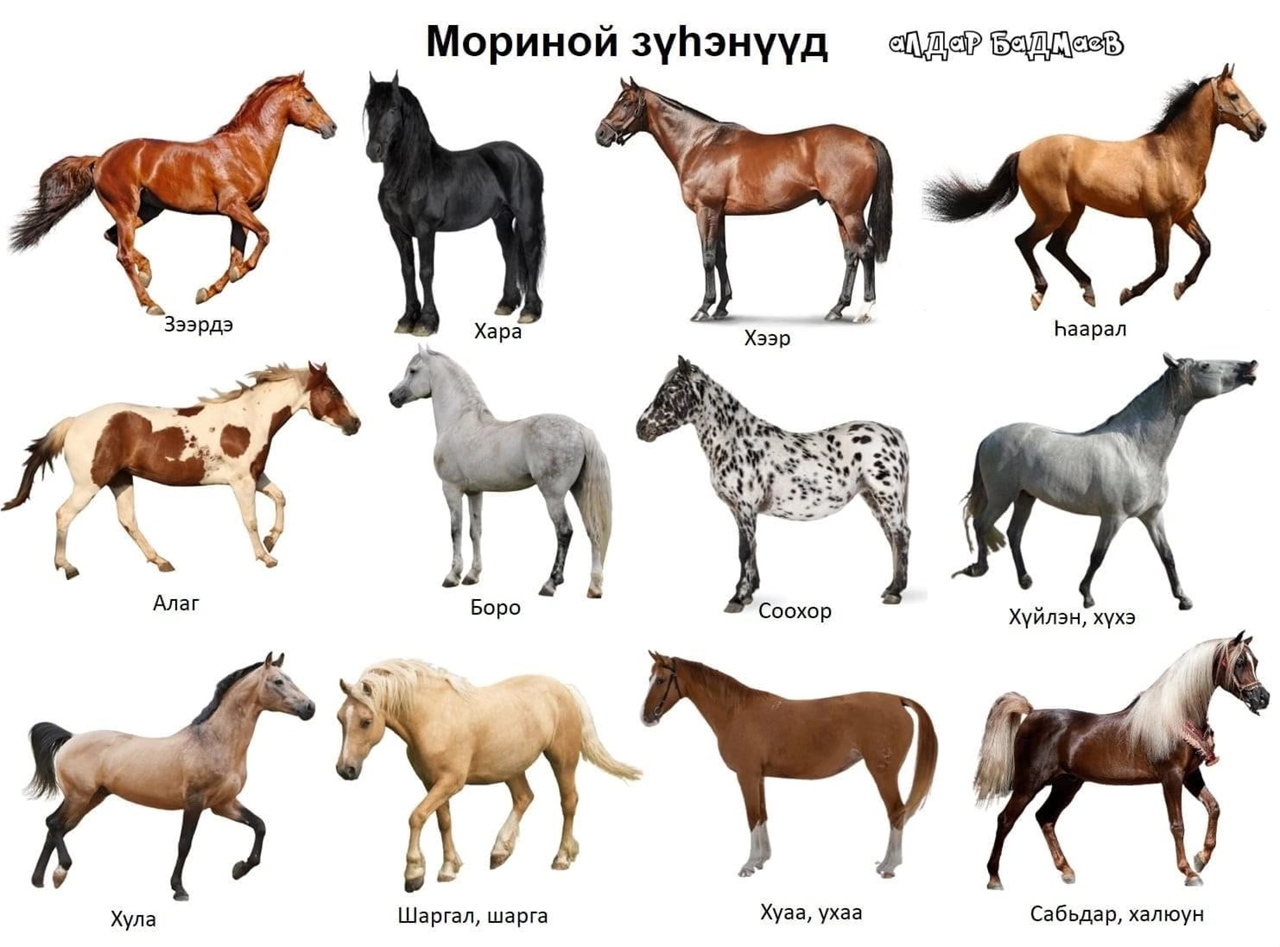 Мориной зүһэнүүд
алдар бадмаев
Зээрдэ
Хара
Хээр
Һаарал
Алаг
Боро
Соохор
Хүйлэн, хүхэ
Хула
Шаргал, шарга
Хуаа, ухаа
Сабьдар, халюун